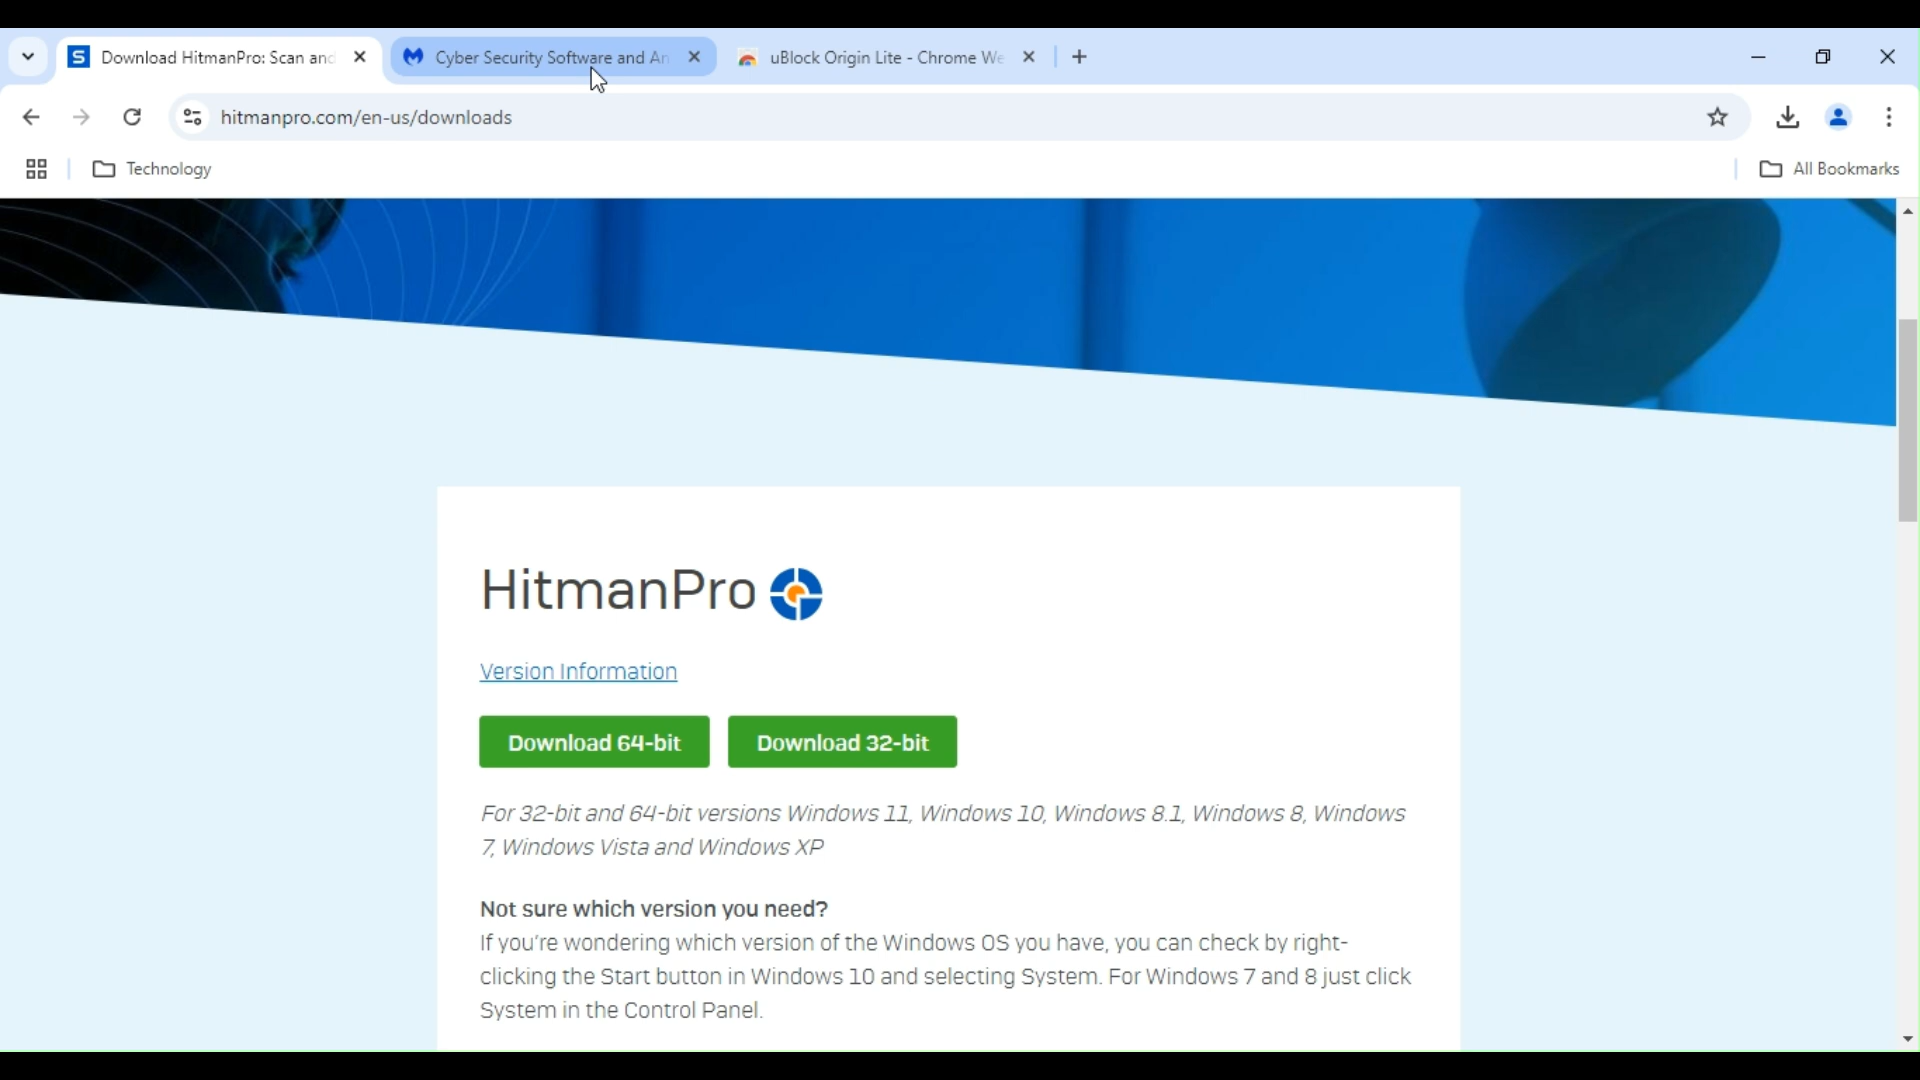 Download HitmanPro: Scan and
Cyber Security Software and An
uBlock Origin Lite - Chrome We
hitmanpro.com/en-us/downloads
Technology
All Bookmarks
HitmanPro
Version Information
Download 64-bit
Download 32-bit
For 32-bit and 64-bit versions Windows 11, Windows 10, Windows 8.1, Windows 8, Windows
7, Windows Vista and Windows XP
Not sure which version you need?
If you're wondering which version of the Windows OS you have, you can check by right-
clicking the Start button in Windows 10 and selecting System. For Windows 7 and 8 just click
System in the Control Panel.